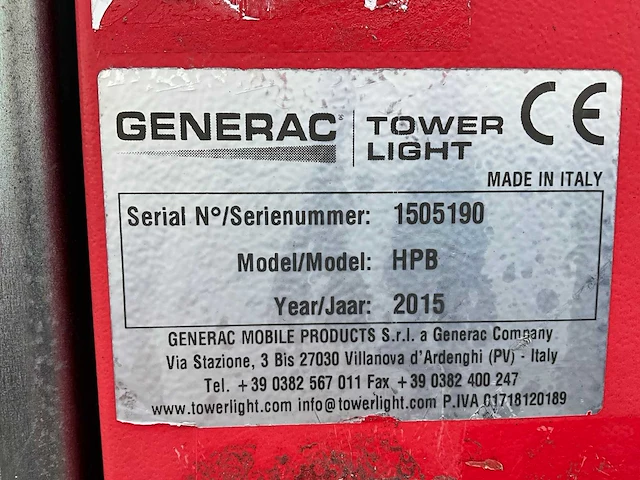 GENERAC® TOWER LIGHT CE
MADE IN ITALY
Serial N°/Serienummer: 1505190
Model/Model: HPB
Year/Jaar: 2015
GENERAC MOBILE PRODUCTS S.r.l. a Generac Company
Via Stazione, 3 Bis 27030 Villanova d'Ardenghi (PV) - Italy
Tel. +39 0382 567 011 Fax +39 0382 400 247
www.towerlight.com info@towerlight.com P.IVA 01718120189